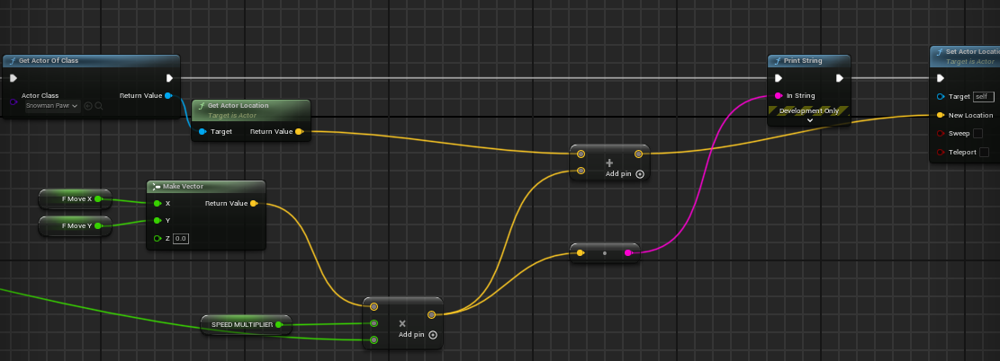 Get Actor Of Class
Actor Class
Return Value
Snowman Pawn
Get Actor Location
Target is Actor
Target
Return Value
F Move X
F Move Y
Make Vector
X
Return Value
Y
Z
0.0
SPEED MULTIPLIER
Add pin
Add pin
Print String
In String
Development Only
Set Actor Locatio
Target is Actor
Target
self
New Location
Sweep
Teleport